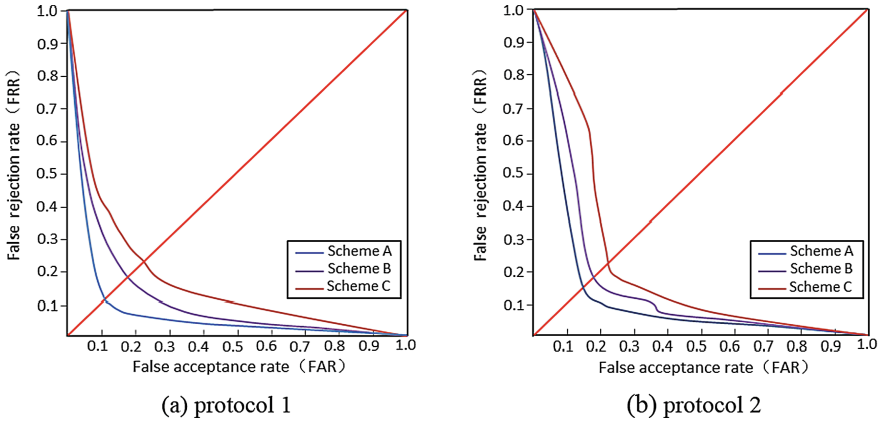 1.0
0.9
0.8
0.7
0.6
0.5
0.4
0.3
0.2
0.1
False rejection rate（FRR）
Scheme A
Scheme B
Scheme C
0.1 0.2 0.3 0.4 0.5 0.6 0.7 0.8 0.9 1.0
False acceptance rate（FAR）
(a) protocol 1
1.0
0.9
0.8
0.7
0.6
0.5
0.4
0.3
0.2
0.1
False rejection rate（FRR）
Scheme A
Scheme B
Scheme C
0.1 0.2 0.3 0.4 0.5 0.6 0.7 0.8 0.9 1.0
False acceptance rate（FAR）
(b) protocol 2